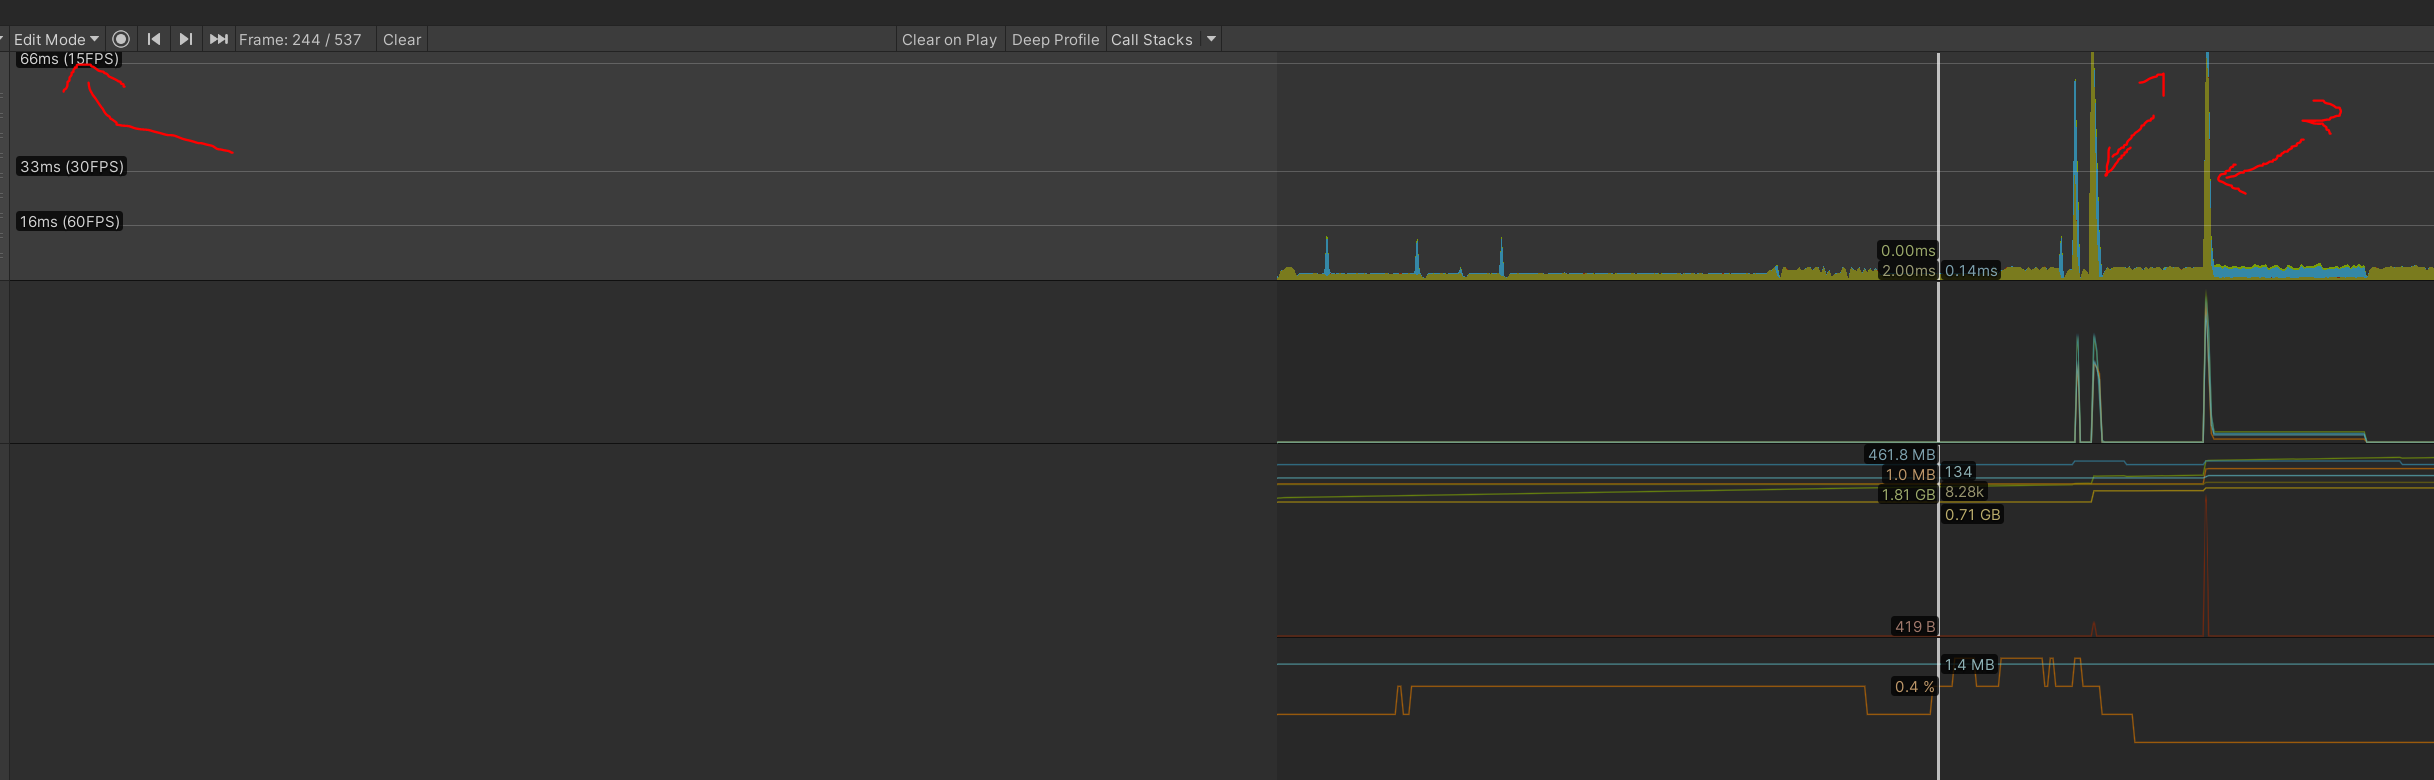 Edit Mode Frame: 244 / 537 Clear Clear on Play Deep Profile Call Stacks
66ms (15FPS)
33ms (30FPS)
16ms (60FPS)
0.00ms
2.00ms 0.14ms
461.8 MB
1.0 MB 134
1.81 GB 8.28k
0.71 GB
419 B
1.4 MB
0.4 %
1
2